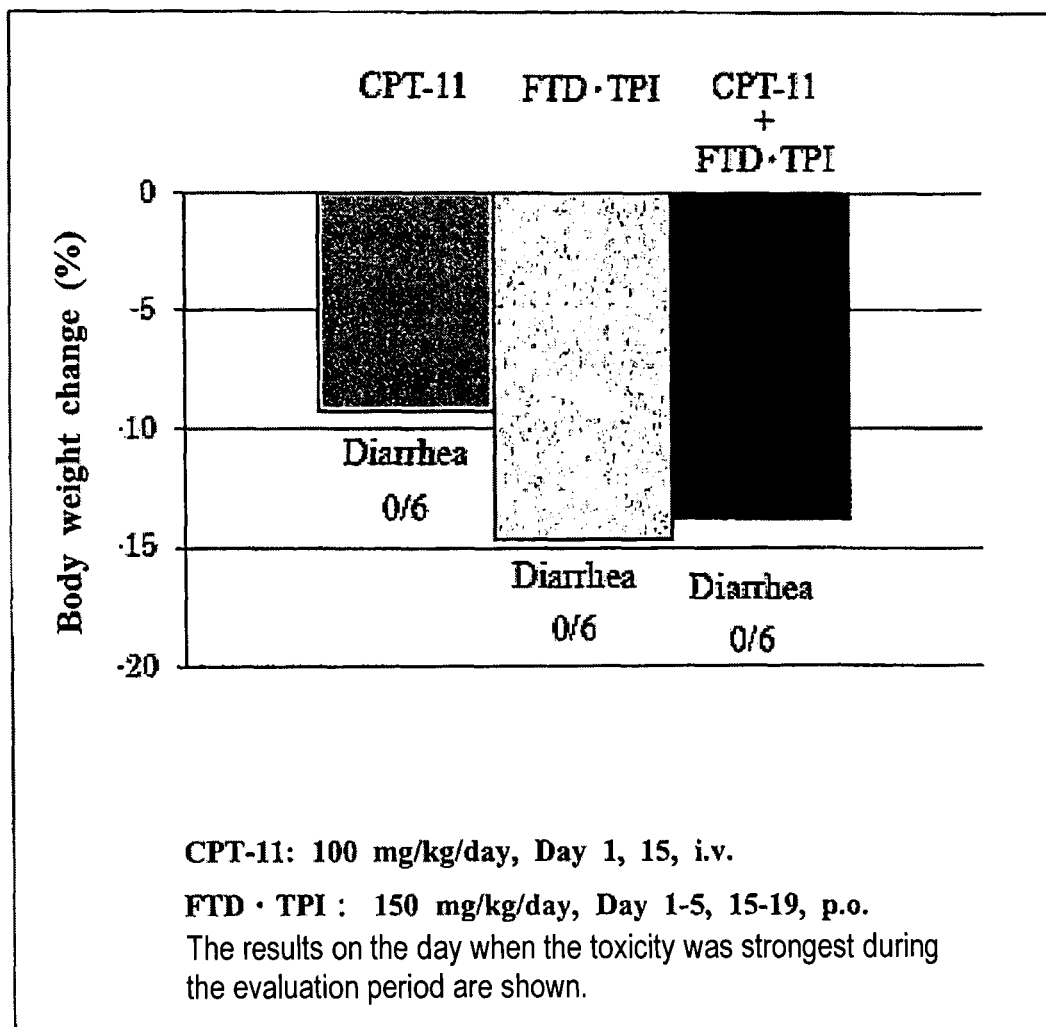 CPT-11 FTD・TPI CPT-11
+
FTD・TPI
Body weight change (%)
0
-5
-10
-15
-20
Diarrhea
0/6
Diarrhea
0/6
Diarrhea
0/6
CPT-11: 100 mg/kg/day, Day 1, 15, i.v.
FTD・TPI : 150 mg/kg/day, Day 1-5, 15-19, p.o.
The results on the day when the toxicity was strongest during
the evaluation period are shown.